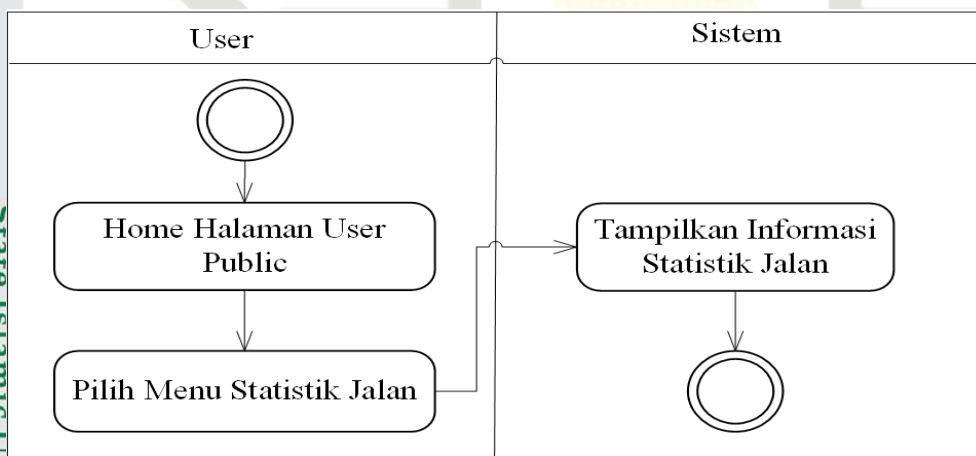 User
Sistem
Home Halaman User
Public
Pilih Menu Statistik Jalan
Tampilkan Informasi
Statistik Jalan